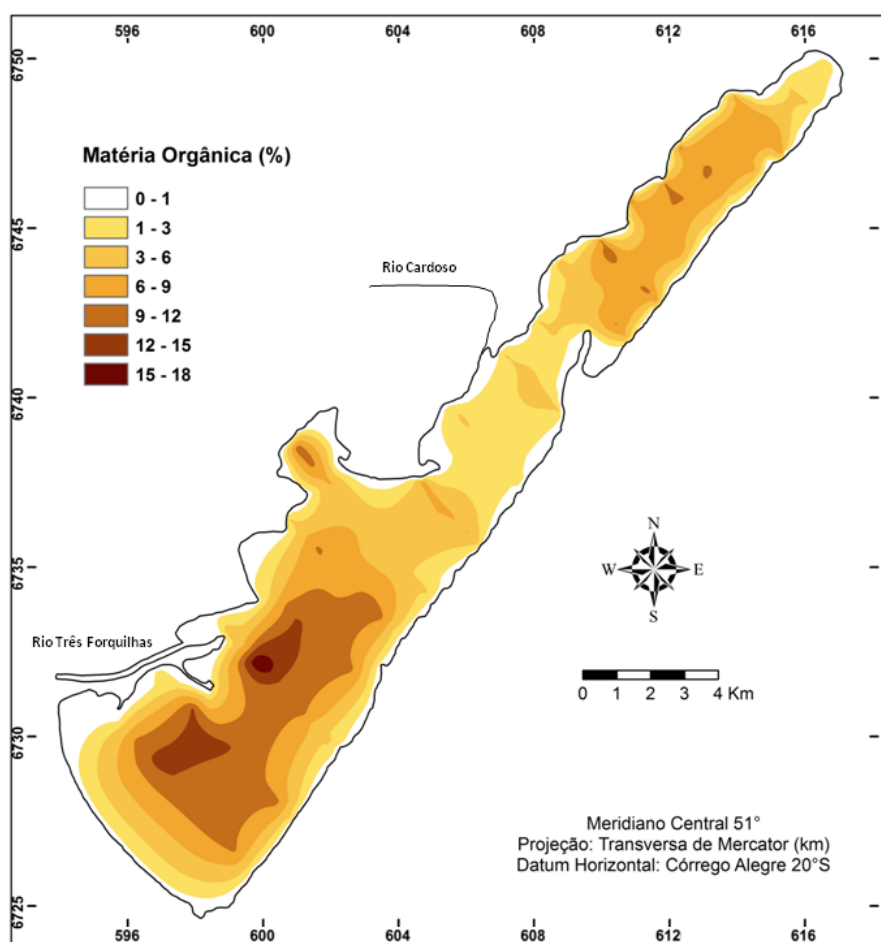 596 600 604 608 612 616
6750
Matéria Orgânica (%)
0 - 1
1 - 3
3 - 6
6 - 9
9 - 12
12 - 15
15 - 18
6745
Rio Cardoso
6740
6735
N
W E
S
Rio Três Forquilhas
0 1 2 3 4 Km
6730
Meridiano Central 51°
Projeção: Transversa de Mercator (km)
Datum Horizontal: Córrego Alegre 20°S
6725
596 600 604 608 612 616